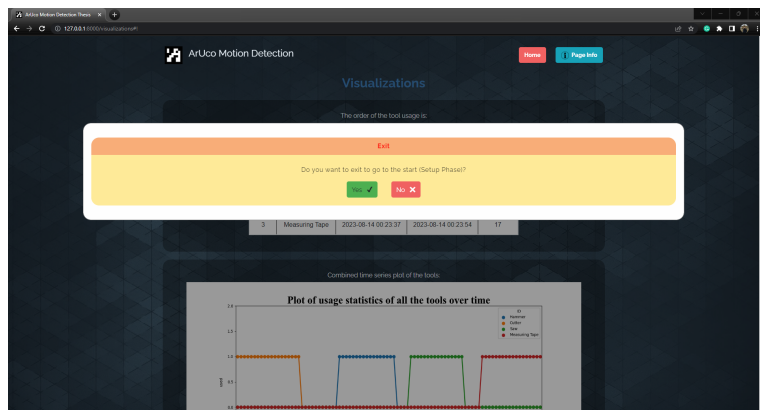 ArUco Motion Detection Thesis
127.0.0.1:8000/visualizations#!
ArUco Motion Detection
Home
Page Info
Visualizations
The order of the tool usage is:
Exit
Do you want to exit to go to the start (Setup Phase)?
Yes
No
3 Measuring Tape 2023-08-14 00:23:37 2023-08-14 00:23:54 17
Combined time series plot of the tools:
Plot of usage statistics of all the tools over time
2.0
ID
Hammer
Saw
Measuring Tape
1.5
1.0
0.5
0.0
used